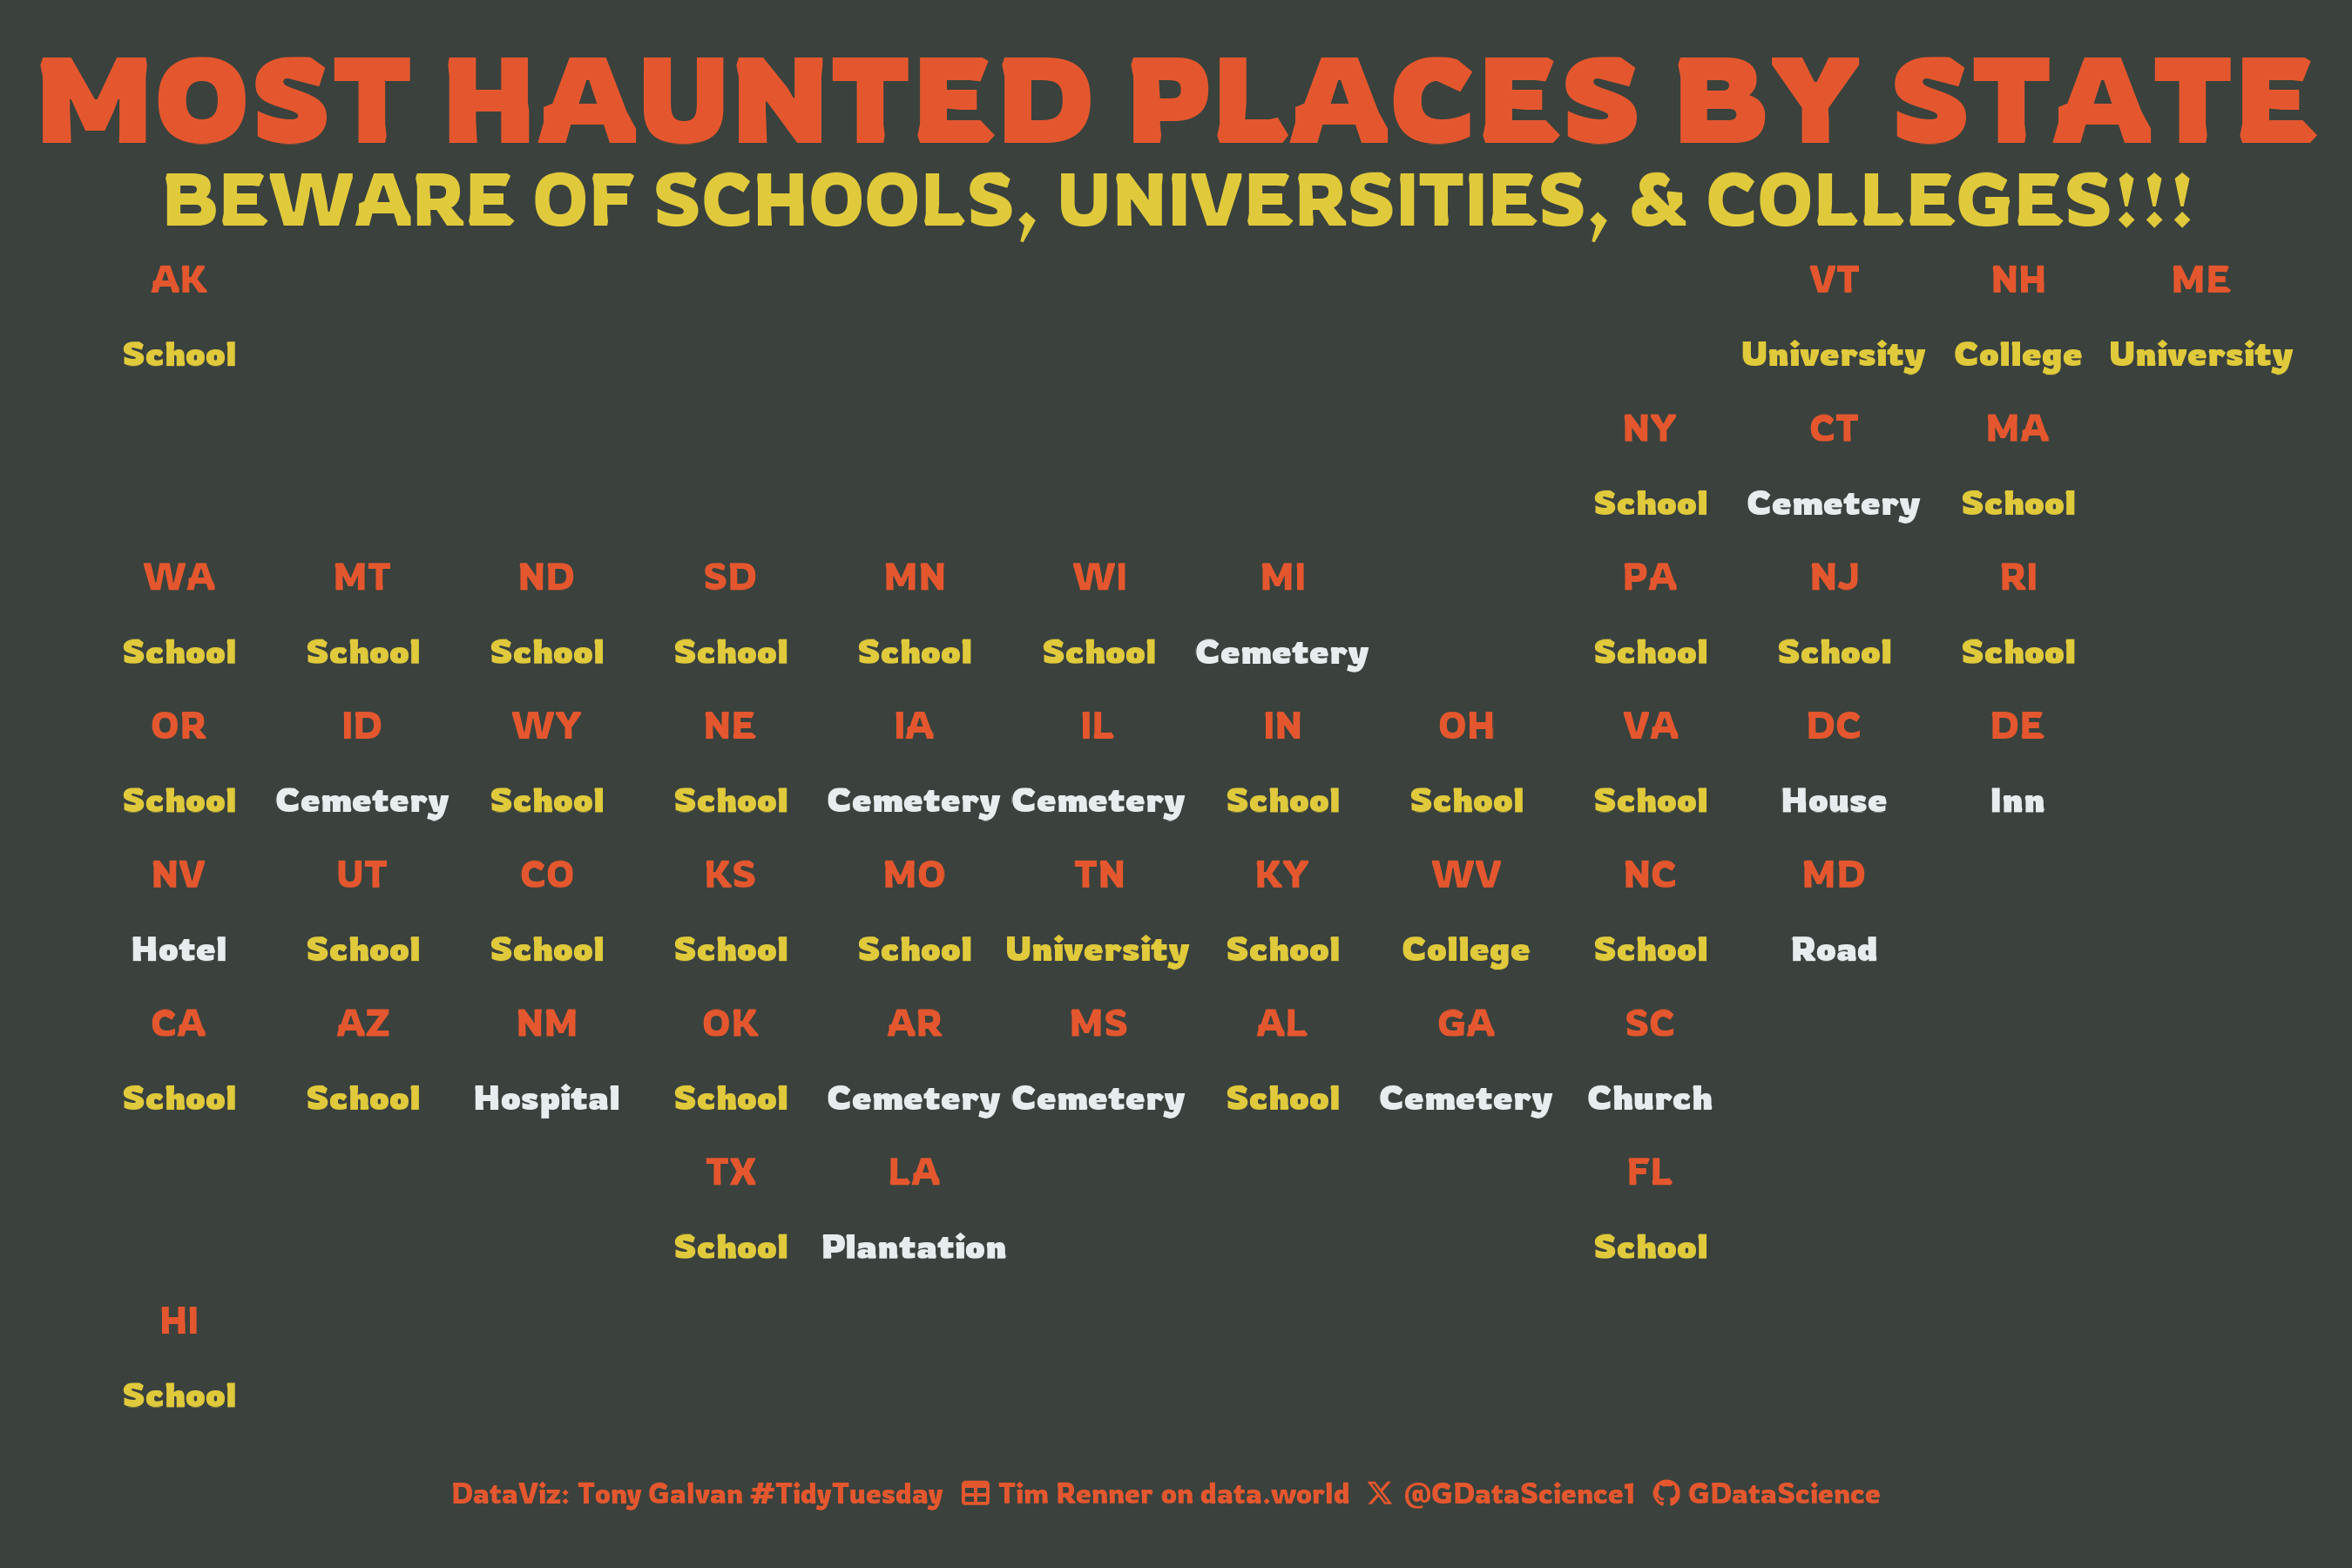 MOST HAUNTED PLACES BY STATE
BEWARE OF SCHOOLS, UNIVERSITIES, & COLLEGES!!!
AK VT NH ME
School University College University
NY CT MA
School Cemetery School
WA MT ND SD MN WI MI PA NJ RI
School School School School School School Cemetery School School School
OR ID WY NE IA IL IN OH VA DC DE
School Cemetery School School Cemetery Cemetery School School School House Inn
NV UT CO KS MO TN KY WV NC MD
Hotel School School School School University School College School Road
CA AZ NM OK AR MS AL GA SC
School School Hospital School Cemetery Cemetery School Cemetery Church
TX LA FL
School Plantation School
HI
School
DataViz: Tony Galvan #TidyTuesday Tim Renner on data.world 𝕏 @GDataScience1 GDataScience